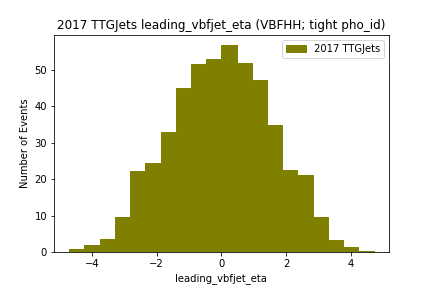 2017 TTGJets leading_vbfjet_eta (VBFHH; tight pho_id)
2017 TTGJets
Number of Events
50
40
30
20
10
0
−4
−2
0
2
4
leading_vbfjet_eta